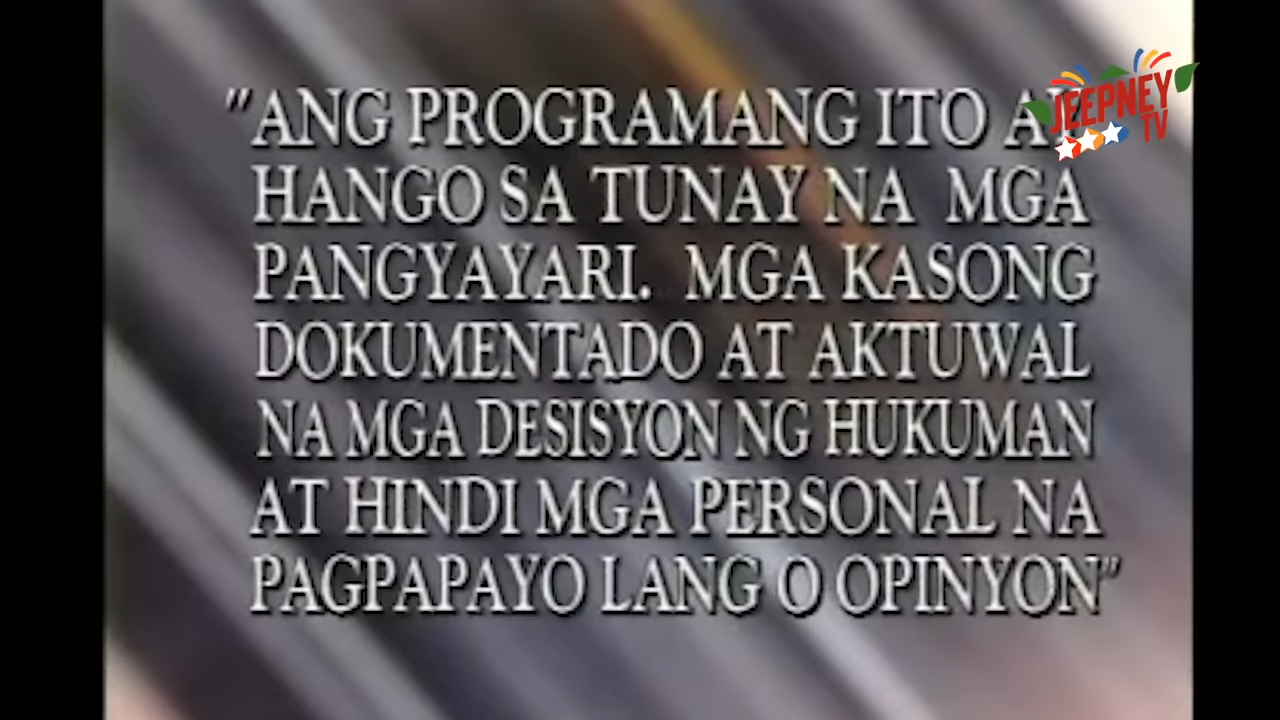 "ANG PROGRAMANG ITO AY
HANGO SA TUNAY NA MGA
PANGYAYARI. MGA KASONG
DOKUMENTADO AT AKTUWAL
NA MGA DESISYON NG HUKUMAN
AT HINDI MGA PERSONAL NA
PAGPAPAYO LANG O OPINYON"
JEEPNEY
TV